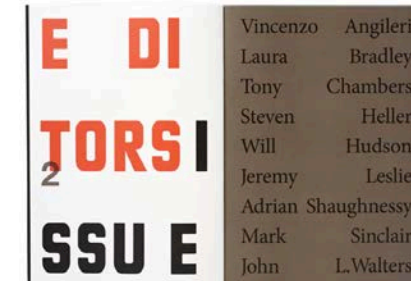 E DI
TORS I
2
SSU E
Vincenzo Angileri
Laura Bradley
Tony Chambers
Steven Heller
Will Hudson
Jeremy Leslie
Adrian Shaughnessy
Mark Sinclair
John L.Walters